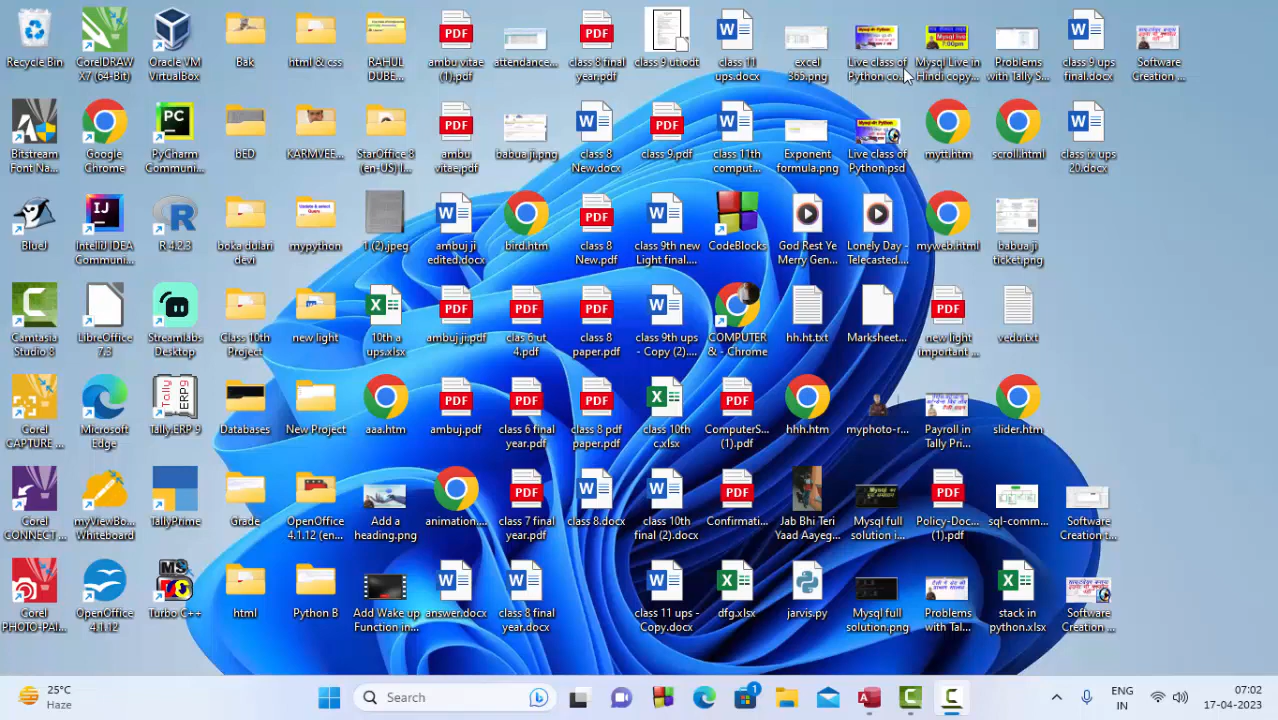 Recycle Bin
CorelDRAW X7 (64-Bit)
Oracle VM VirtualBox
Bak
html & css
RAHUL DUBE...
ambu vitae (1).pdf
attendance...
class 8 final year.pdf
class 9 ut.odt
class 11 ups.docx
excel 365.png
Live class of Python co...
Mysql Live in Hindi copy...
Problems with Tally S...
class 9 ups final.docx
Software Creation ...
Bitstream Font Na...
Google Chrome
PyCharm Communi...
bED
KARMVEE...
StarOffice 8 (en-US) I...
ambu vitae.pdf
babua ji.png
class 8 New.docx
class 9.pdf
class 11th comput...
Exponent formula.png
Live class of Python.psd
mytt.htm
scroll.html
class ix ups 20.docx
BlueJ
IntelliJ IDEA Communi...
R 4.2.3
boka dulari devi
mypython
1 (2).jpeg
ambuj ji edited.docx
bird.htm
class 8 New.pdf
class 9th new Light final....
CodeBlocks
God Rest Ye Merry Gen...
Lonely Day - Telecasted....
myweb.html
babua ji ticket.png
Camtasia Studio 8
LibreOffice 7.3
Streamlabs Desktop
Class 10th Project
new light
10th a ups.xlsx
ambuj ji.pdf
clas 6 ut 4.pdf
class 8 paper.pdf
class 9th ups - Copy (2)....
COMPUTER & - Chrome
hh.ht.txt
Marksheet...
new light important ...
vedu.txt
Corel CAPTURE ...
Microsoft Edge
Tally.ERP 9
Databases
New Project
aaa.htm
ambuj.pdf
class 6 final year.pdf
class 8 pdf paper.pdf
class 10th c.xlsx
ComputerS... (1).pdf
hhh.htm
myphoto-r...
Payroll in Tally Pri...
slider.htm
Corel CONNECT ...
myViewBo... Whiteboard
TallyPrime
Grade
OpenOffice 4.1.12 (en...
Add a heading.png
animation....
class 7 final year.pdf
class 8.docx
class 10th final (2).docx
Confirmati...
Jab Bhi Teri Yaad Aayeg...
Mysql full solution i...
Policy-Doc... (1).pdf
sql-comm...
Software Creation t...
Corel PHOTO-PAI...
OpenOffice 4.1.12
Turbo C++
html
Python B
Add Wake up Function in...
answer.docx
class 8 final year.docx
class 11 ups - Copy.docx
dfg.xlsx
jarvis.py
Mysql full solution.png
Problems with Tal...
stack in python.xlsx
Software Creation ...
25°C
Haze
Search
ENG
IN
07:02
17-04-2023